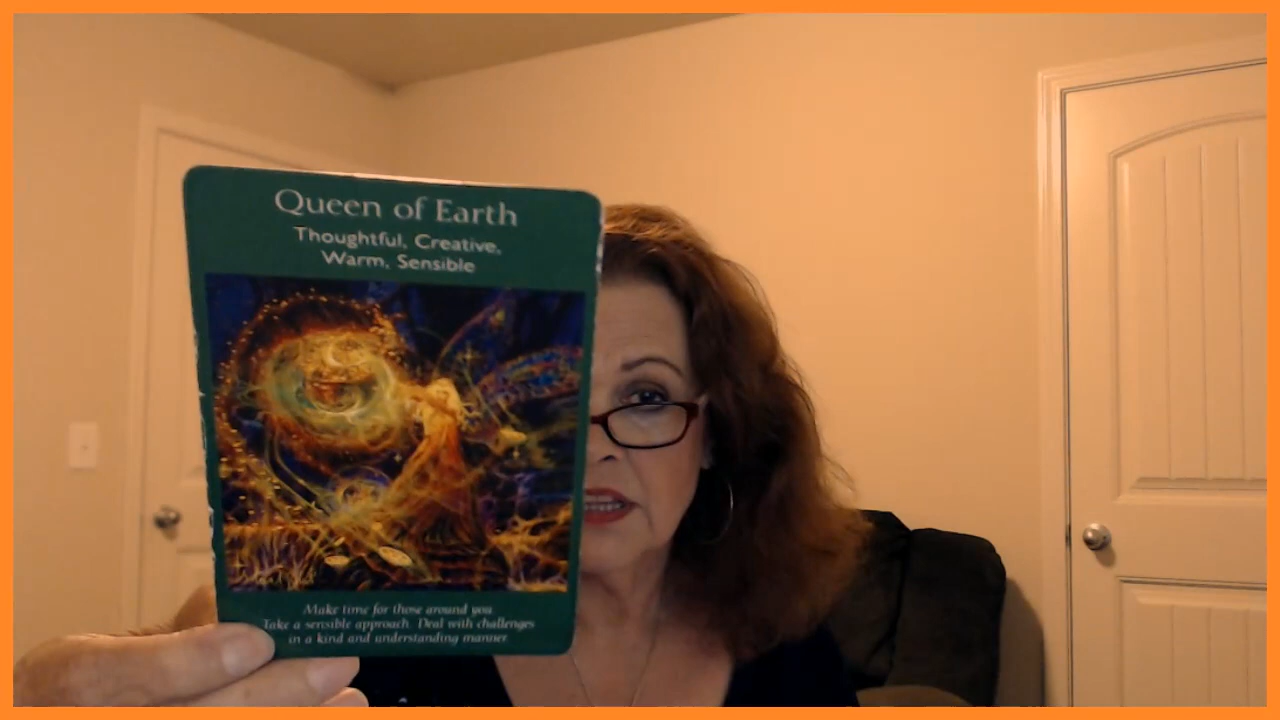 Queen of Earth
Thoughtful, Creative,
Warm, Sensible
Make time for those around you
Take a sensible approach. Deal with challenges
in a kind and understanding manner